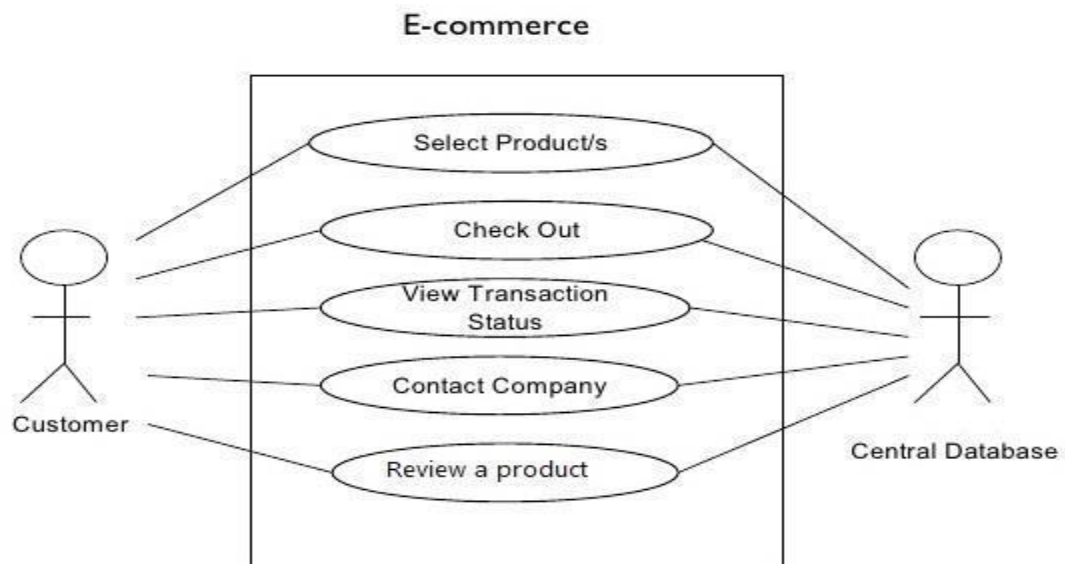 E-commerce
Select Product/s
Check Out
View Transaction
Status
Contact Company
Customer
Central Database
Review a product